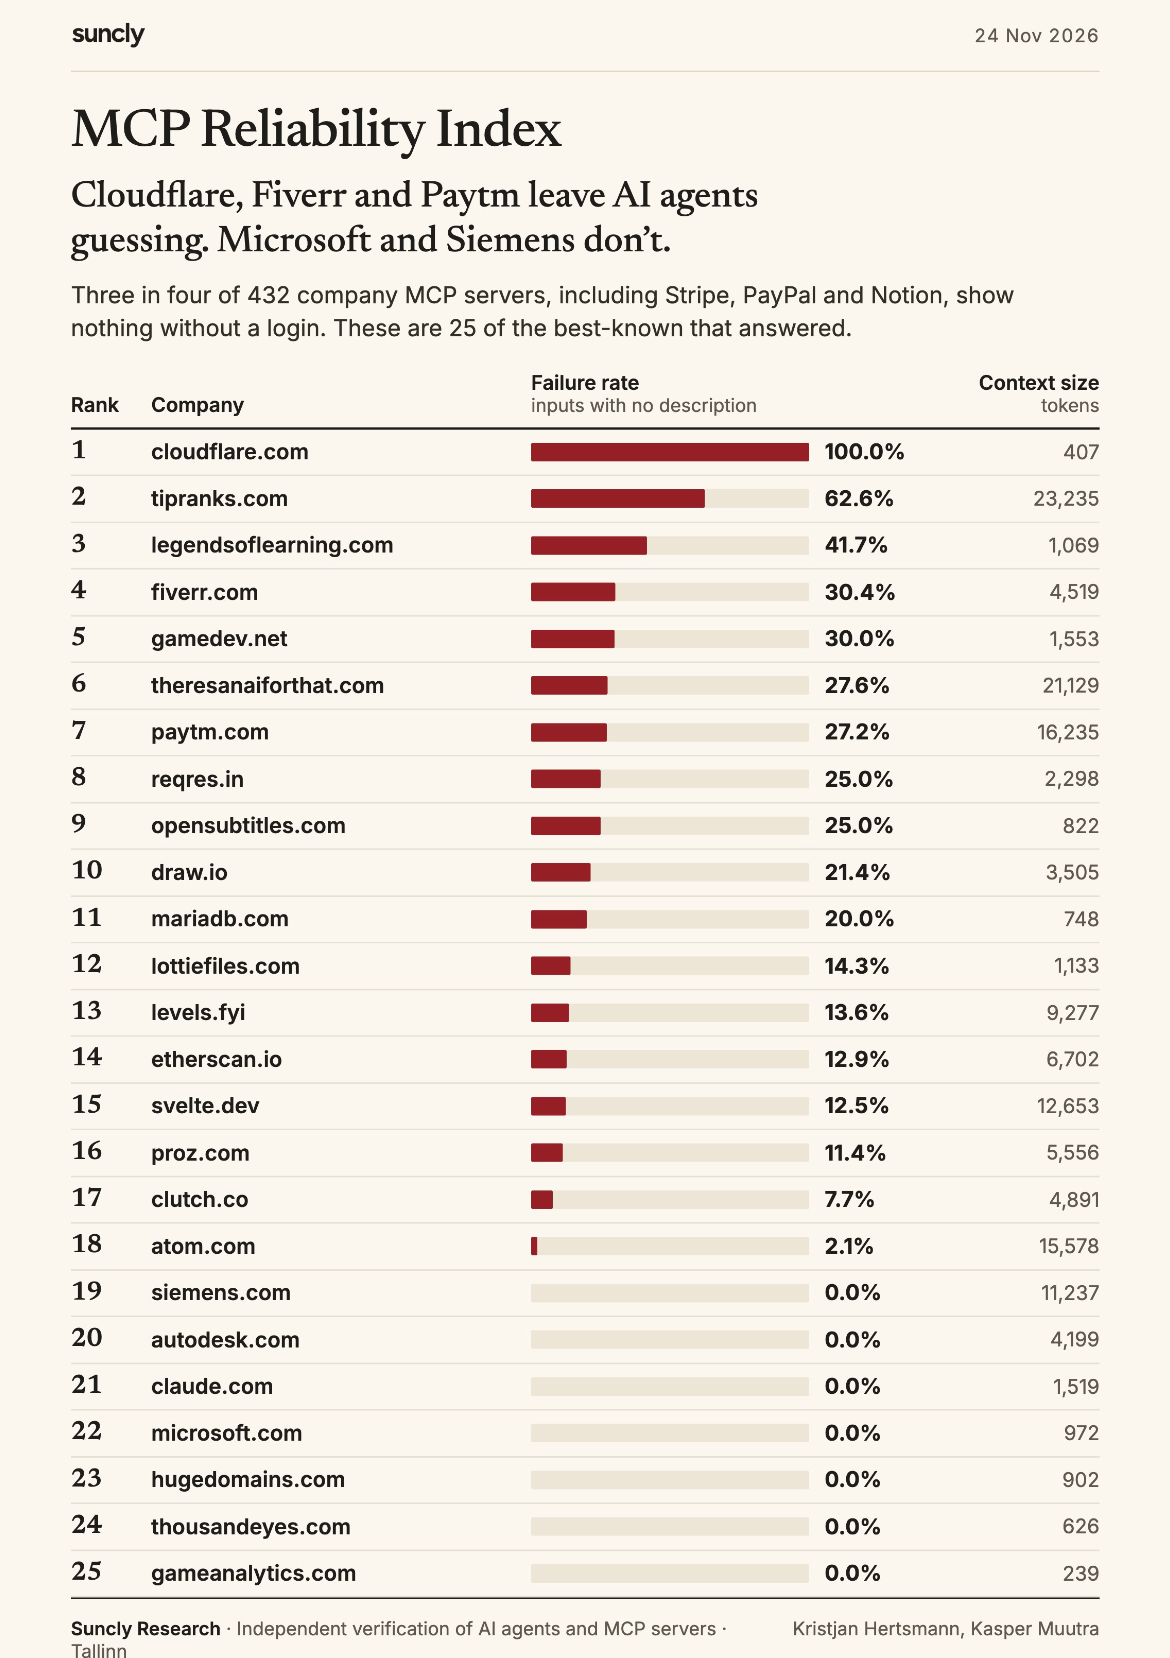 suncly
24 Nov 2026
MCP Reliability Index
Cloudflare, Fiverr and Paytm leave AI agents
guessing. Microsoft and Siemens don’t.
Three in four of 432 company MCP servers, including Stripe, PayPal and Notion, show
nothing without a login. These are 25 of the best-known that answered.
Failure rate Context size
Rank Company inputs with no description tokens
1 cloudflare.com 100.0% 407
2 tipranks.com 62.6% 23,235
3 legendsoflearning.com 41.7% 1,069
4 fiverr.com 30.4% 4,519
5 gamedev.net 30.0% 1,553
6 theresanaiforthat.com 27.6% 21,129
7 paytm.com 27.2% 16,235
8 reqres.in 25.0% 2,298
9 opensubtitles.com 25.0% 822
10 draw.io 21.4% 3,505
11 mariadb.com 20.0% 748
12 lottiefiles.com 14.3% 1,133
13 levels.fyi 13.6% 9,277
14 etherscan.io 12.9% 6,702
15 svelte.dev 12.5% 12,653
16 proz.com 11.4% 5,556
17 clutch.co 7.7% 4,891
18 atom.com 2.1% 15,578
19 siemens.com 0.0% 11,237
20 autodesk.com 0.0% 4,199
21 claude.com 0.0% 1,519
22 microsoft.com 0.0% 972
23 hugedomains.com 0.0% 902
24 thousandeyes.com 0.0% 626
25 gameanalytics.com 0.0% 239
Suncly Research · Independent verification of AI agents and MCP servers ·
Tallinn
Kristjan Hertsmann, Kasper Muutra